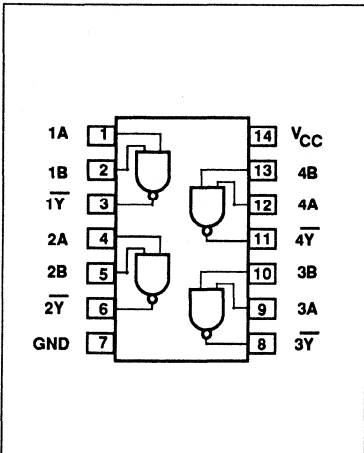 1A 1 14 V_CC
1B 2 13 4B
1Y̅ 3 12 4A
2A 4 11 4Y̅
2B 5 10 3B
2Y̅ 6 9 3A
GND 7 8 3Y̅